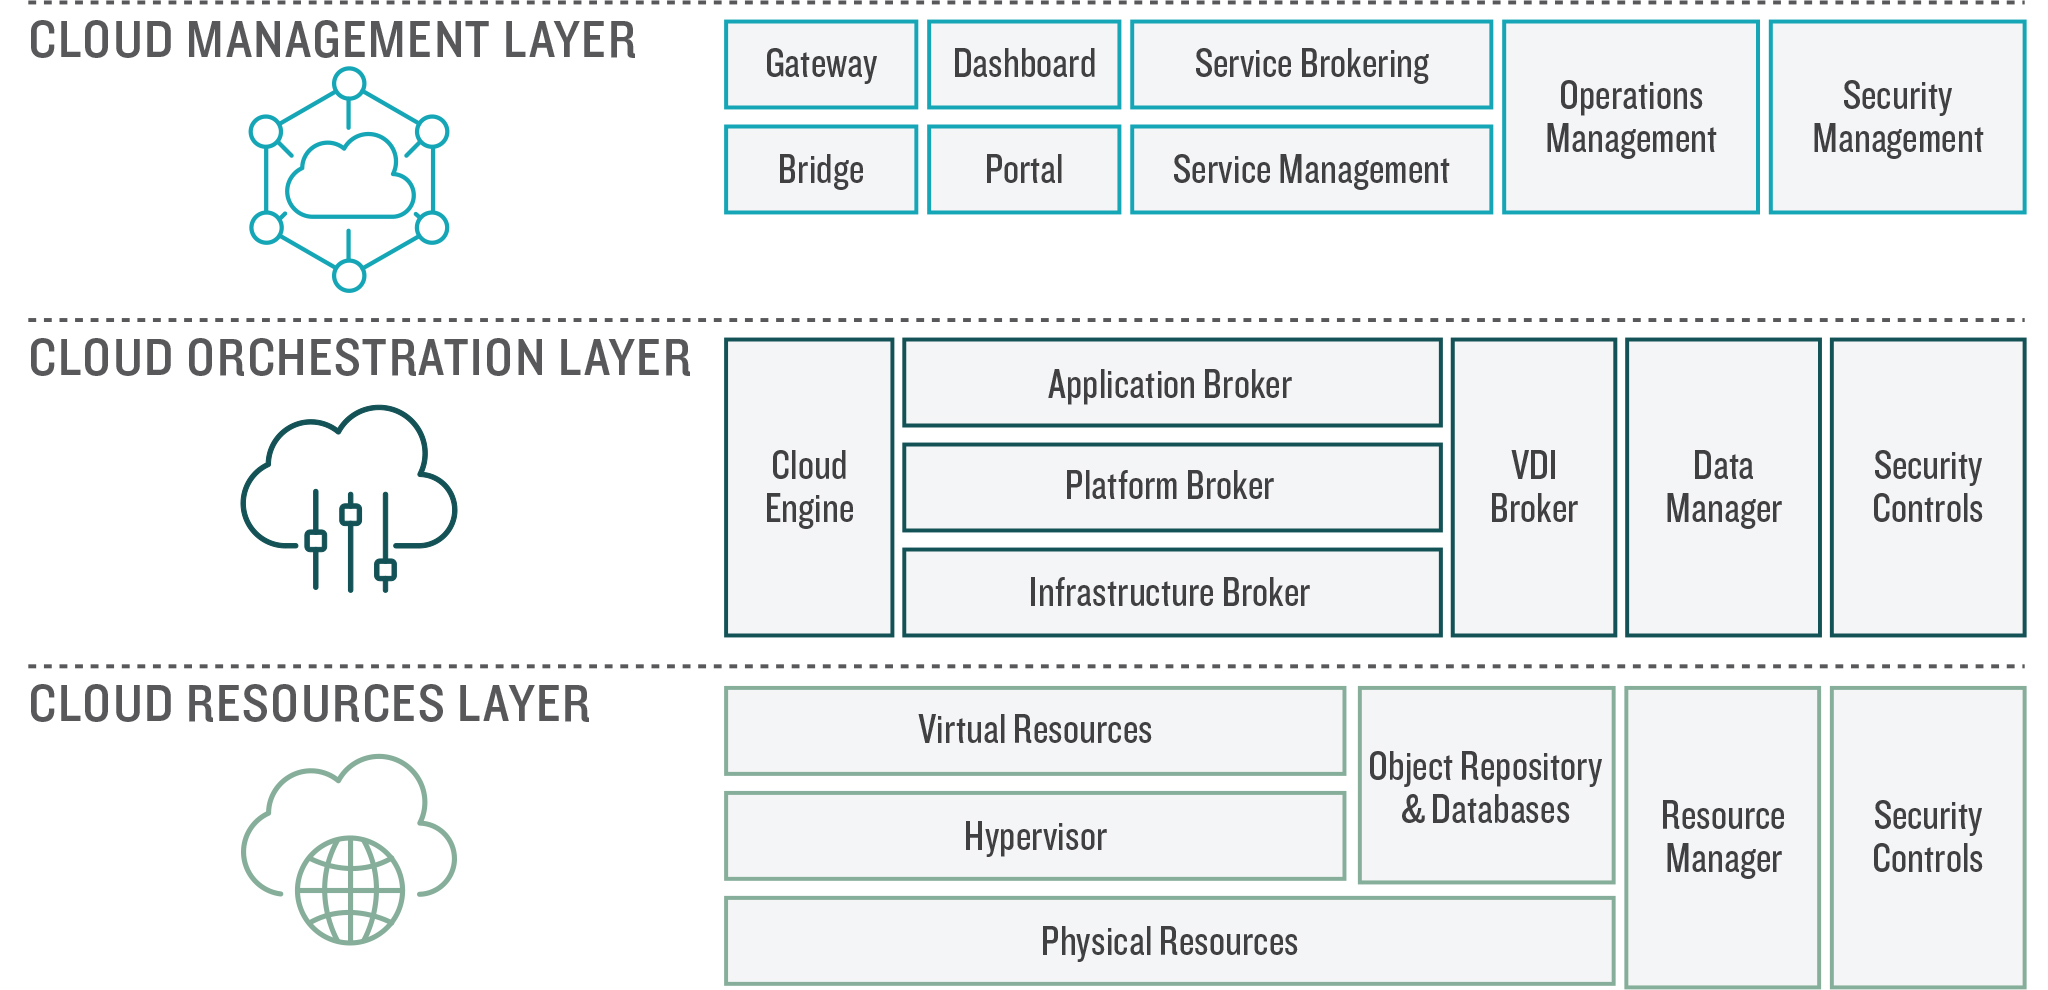 CLOUD MANAGEMENT LAYER
Gateway
Dashboard
Service Brokering
Operations
Management
Security
Management
Bridge
Portal
Service Management
CLOUD ORCHESTRATION LAYER
Cloud
Engine
Application Broker
Platform Broker
Infrastructure Broker
VDI
Broker
Data
Manager
Security
Controls
CLOUD RESOURCES LAYER
Virtual Resources
Hypervisor
Object Repository
& Databases
Physical Resources
Resource
Manager
Security
Controls